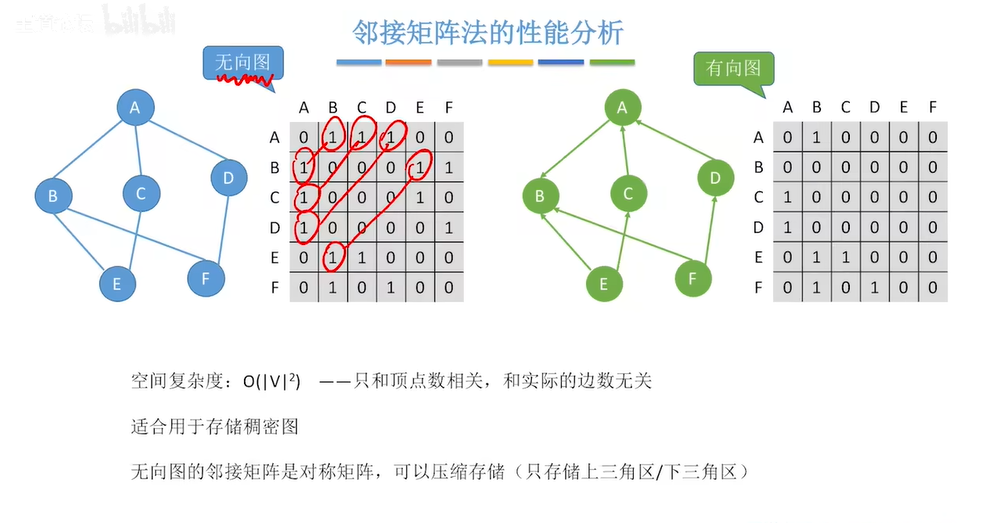 bilibili
邻接矩阵法的性能分析
无向图
有向图
A B C D E F
A 0 1 1 1 0 0
B 1 0 0 0 1 1
C 1 0 0 0 1 0
D 1 0 0 0 0 1
E 0 1 1 0 0 0
F 0 1 0 1 0 0
A
B
C
D
E
F
A B C D E F
A 0 1 0 0 0 0
B 0 0 0 0 0 0
C 1 0 0 0 0 0
D 1 0 0 0 0 0
E 0 1 1 0 0 0
F 0 1 0 1 0 0
A
B
C
D
E
F
空间复杂度：O(|V|²) ——只和顶点数相关，和实际的边数无关
适合用于存储稠密图
无向图的邻接矩阵是对称矩阵，可以压缩存储（只存储上三角区/下三角区）